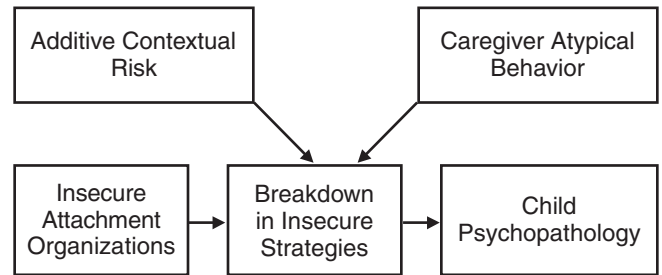 Additive Contextual
Risk
Caregiver Atypical
Behavior
Insecure
Attachment
Organizations
Breakdown
in Insecure
Strategies
Child
Psychopathology